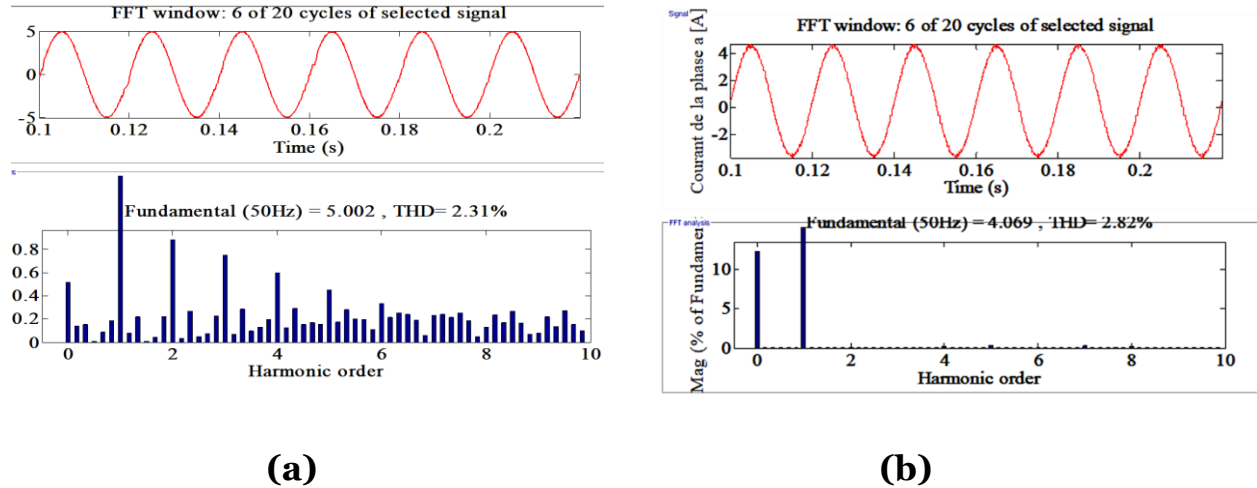 FFT window: 6 of 20 cycles of selected signal
5
0
-5
0.1 0.12 0.14 0.16 0.18 0.2
Time (s)
s
Fundamental (50Hz) = 5.002 , THD= 2.31%
0.8
0.6
0.4
0.2
0
0 2 4 6 8 10
Harmonic order
(a)
Signal
FFT window: 6 of 20 cycles of selected signal
Courant de la phase a [A]
4
2
0
-2
0.1 0.12 0.14 0.16 0.18 0.2
Time (s)
FFT analysis
Fundamental (50Hz) = 4.069 , THD= 2.82%
Mag (% of Fundamen
10
5
0
0 2 4 6 8 10
Harmonic order
(b)